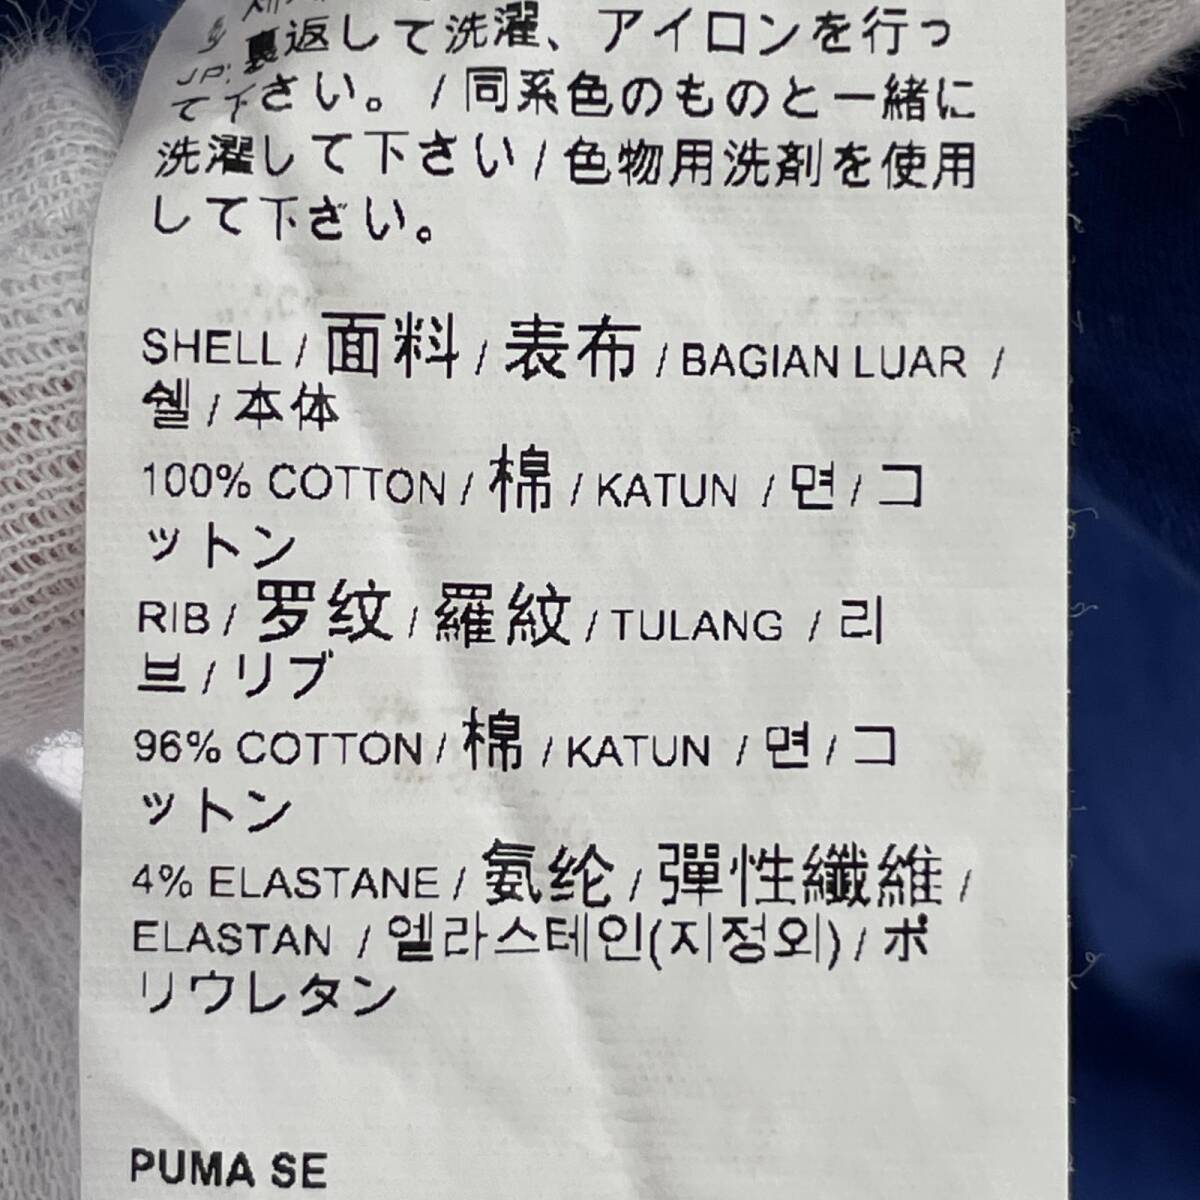 JP: 裏返して洗濯、アイロンを行っ
て下さい。 / 同系色のものと一緒に
洗濯して下さい / 色物用洗剤を使用
して下ざい。
SHELL / 面料 / 表布 / BAGIAN LUAR /
쉘 / 本体
100% COTTON / 棉 / KATUN / 면 / コ
ットン
RIB / 罗纹 / 羅紋 / TULANG / 리
브 / リブ
96% COTTON / 棉 / KATUN / 면 / コ
ットン
4% ELASTANE / 氨纶 / 彈性纖維 /
ELASTAN / 엘라스테인(지정외) / ポ
リウレタン
PUMA SE